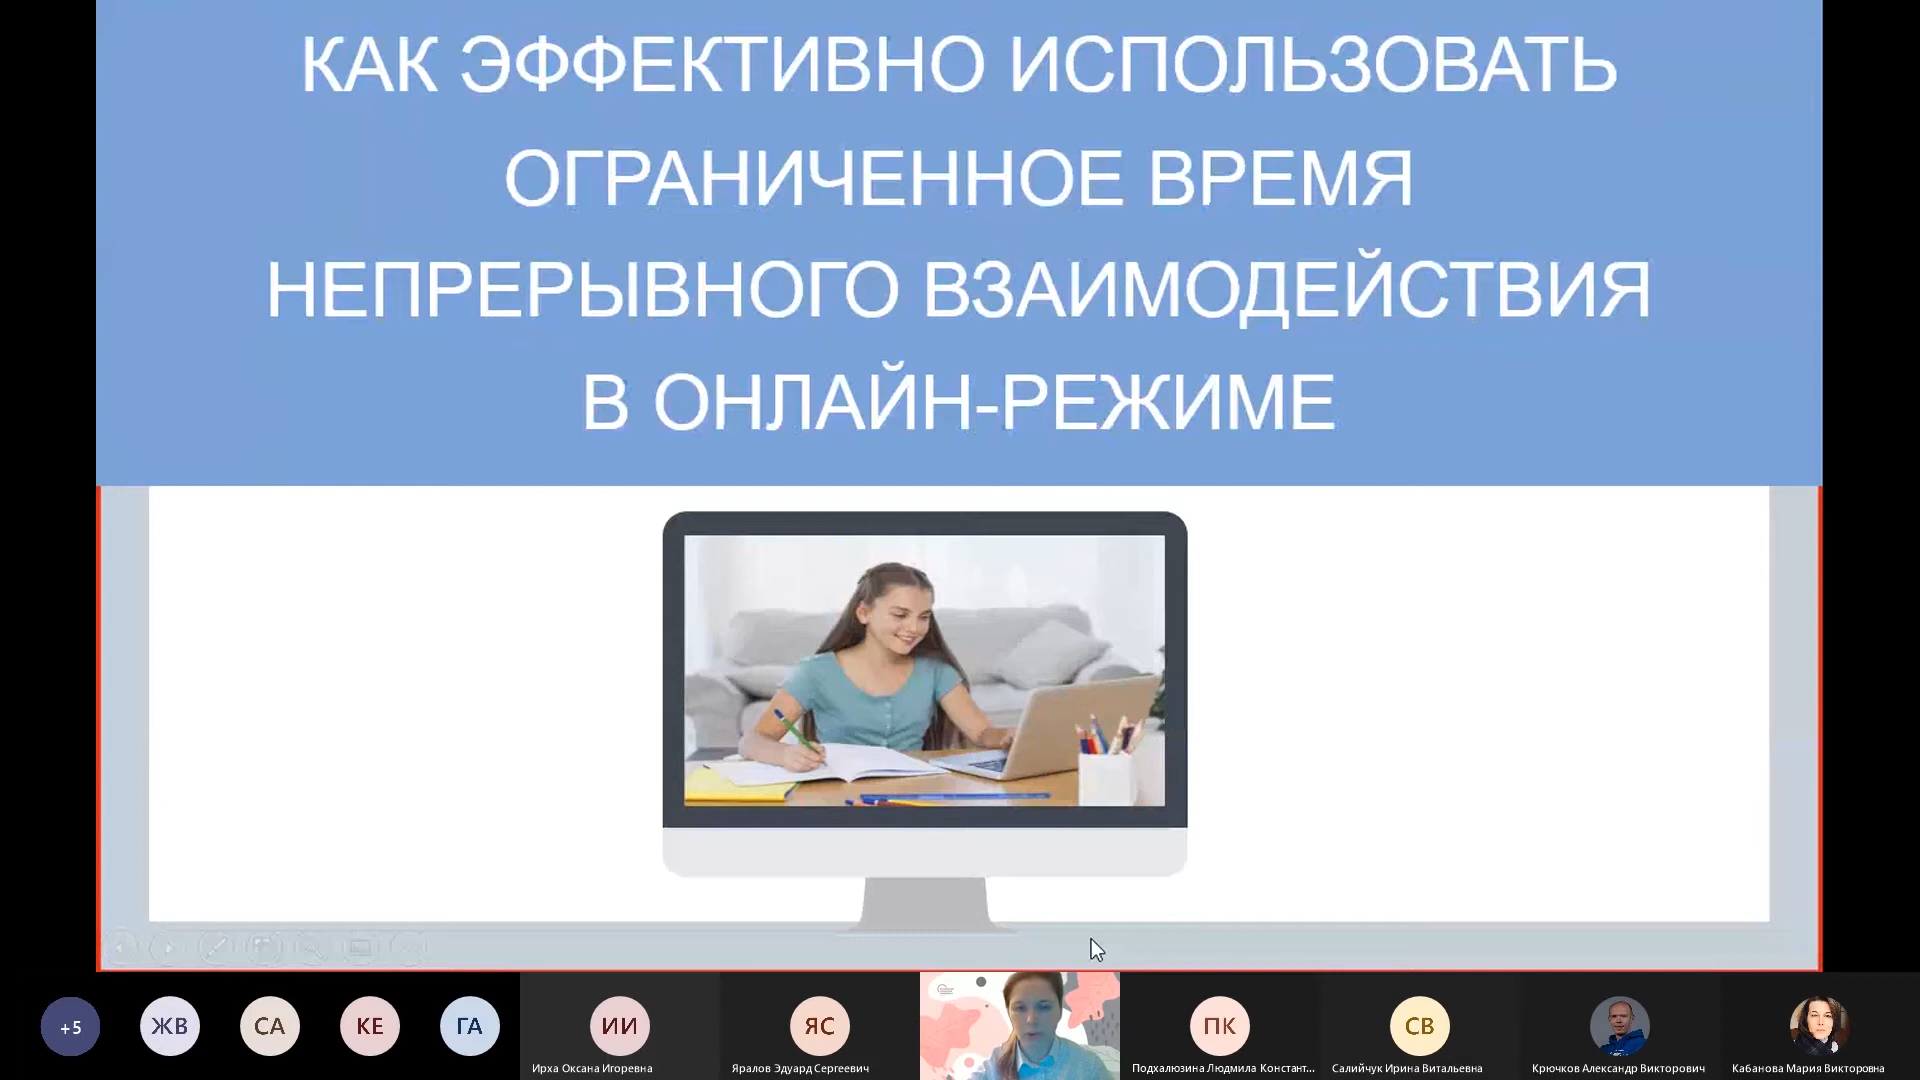 КАК ЭФФЕКТИВНО ИСПОЛЬЗОВАТЬ
ОГРАНИЧЕННОЕ ВРЕМЯ
НЕПРЕРЫВНОГО ВЗАИМОДЕЙСТВИЯ
В ОНЛАЙН-РЕЖИМЕ
+5
ЖВ
СА
КЕ
ГА
ИИ
ЯС
ПК
СВ
Ирха Оксана Игоревна
Яралов Эдуард Сергеевич
Подхалюзина Людмила Констант...
Салийчук Ирина Витальевна
Крючков Александр Викторович
Кабанова Мария Викторовна